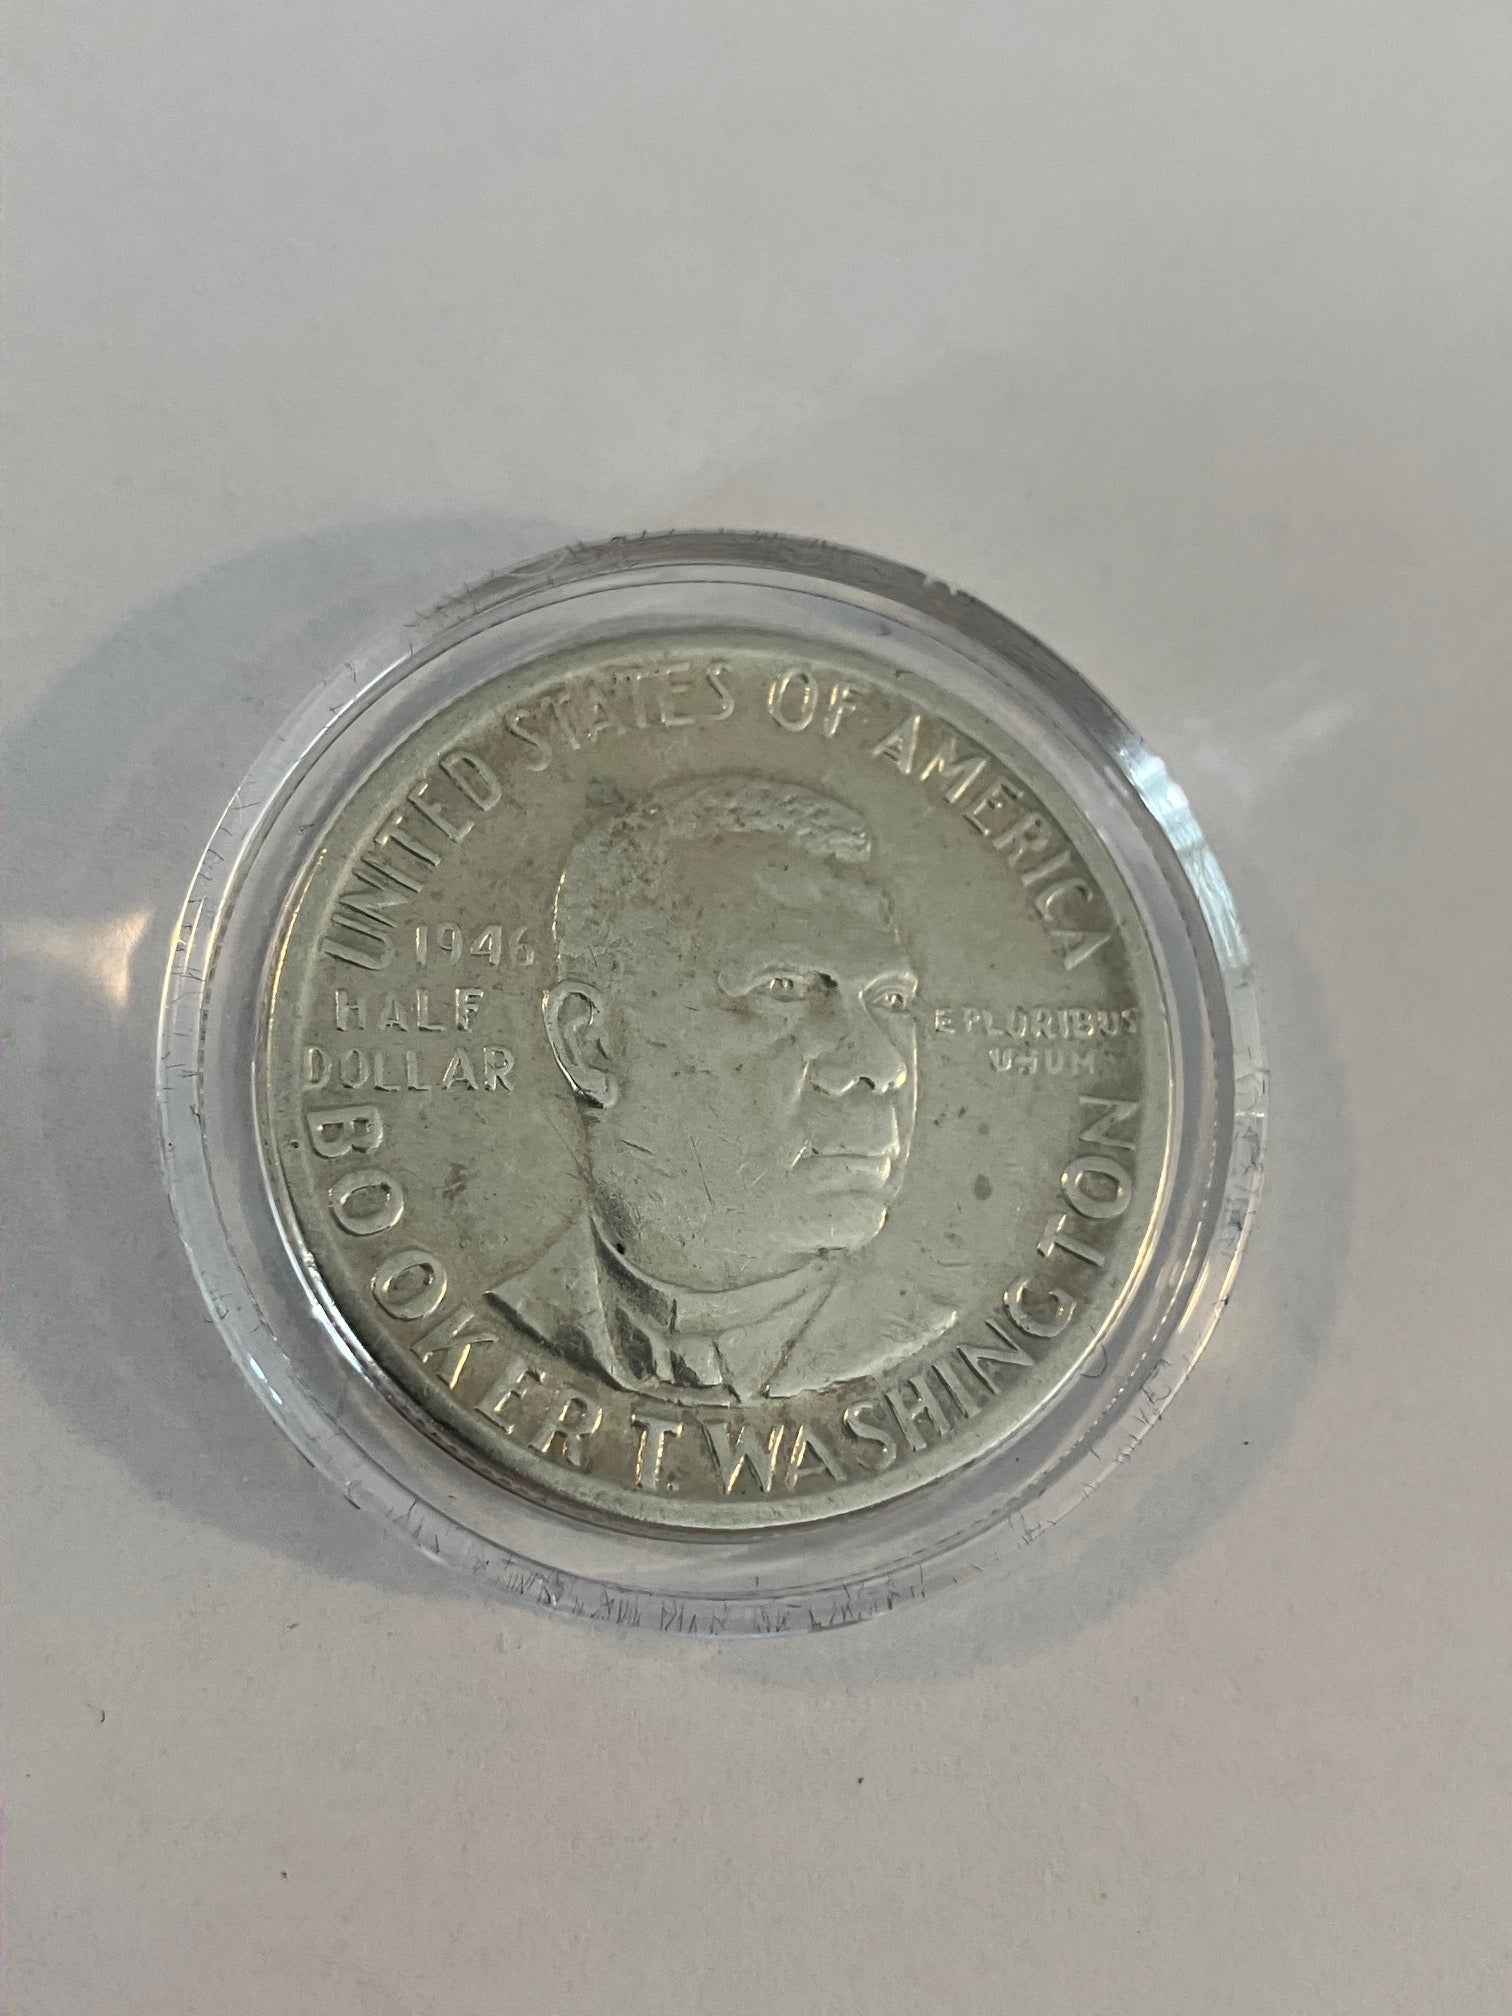 UNITED STATES OF AMERICA
1946
HALF
DOLLAR
E PLURIBUS
UNUM
BOOKER T. WASHINGTON